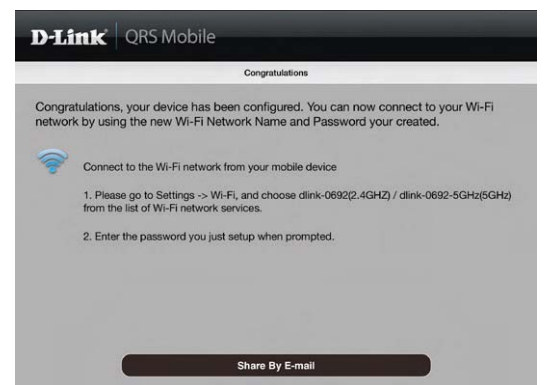 D-Link QRS Mobile
Congratulations
Congratulations, your device has been configured. You can now connect to your Wi-Fi
network by using the new Wi-Fi Network Name and Password your created.
Connect to the Wi-Fi network from your mobile device
1. Please go to Settings -> Wi-Fi, and choose dlink-0692(2.4GHZ) / dlink-0692-5GHz(5GHz)
from the list of Wi-Fi network services.
2. Enter the password you just setup when prompted.
Share By E-mail